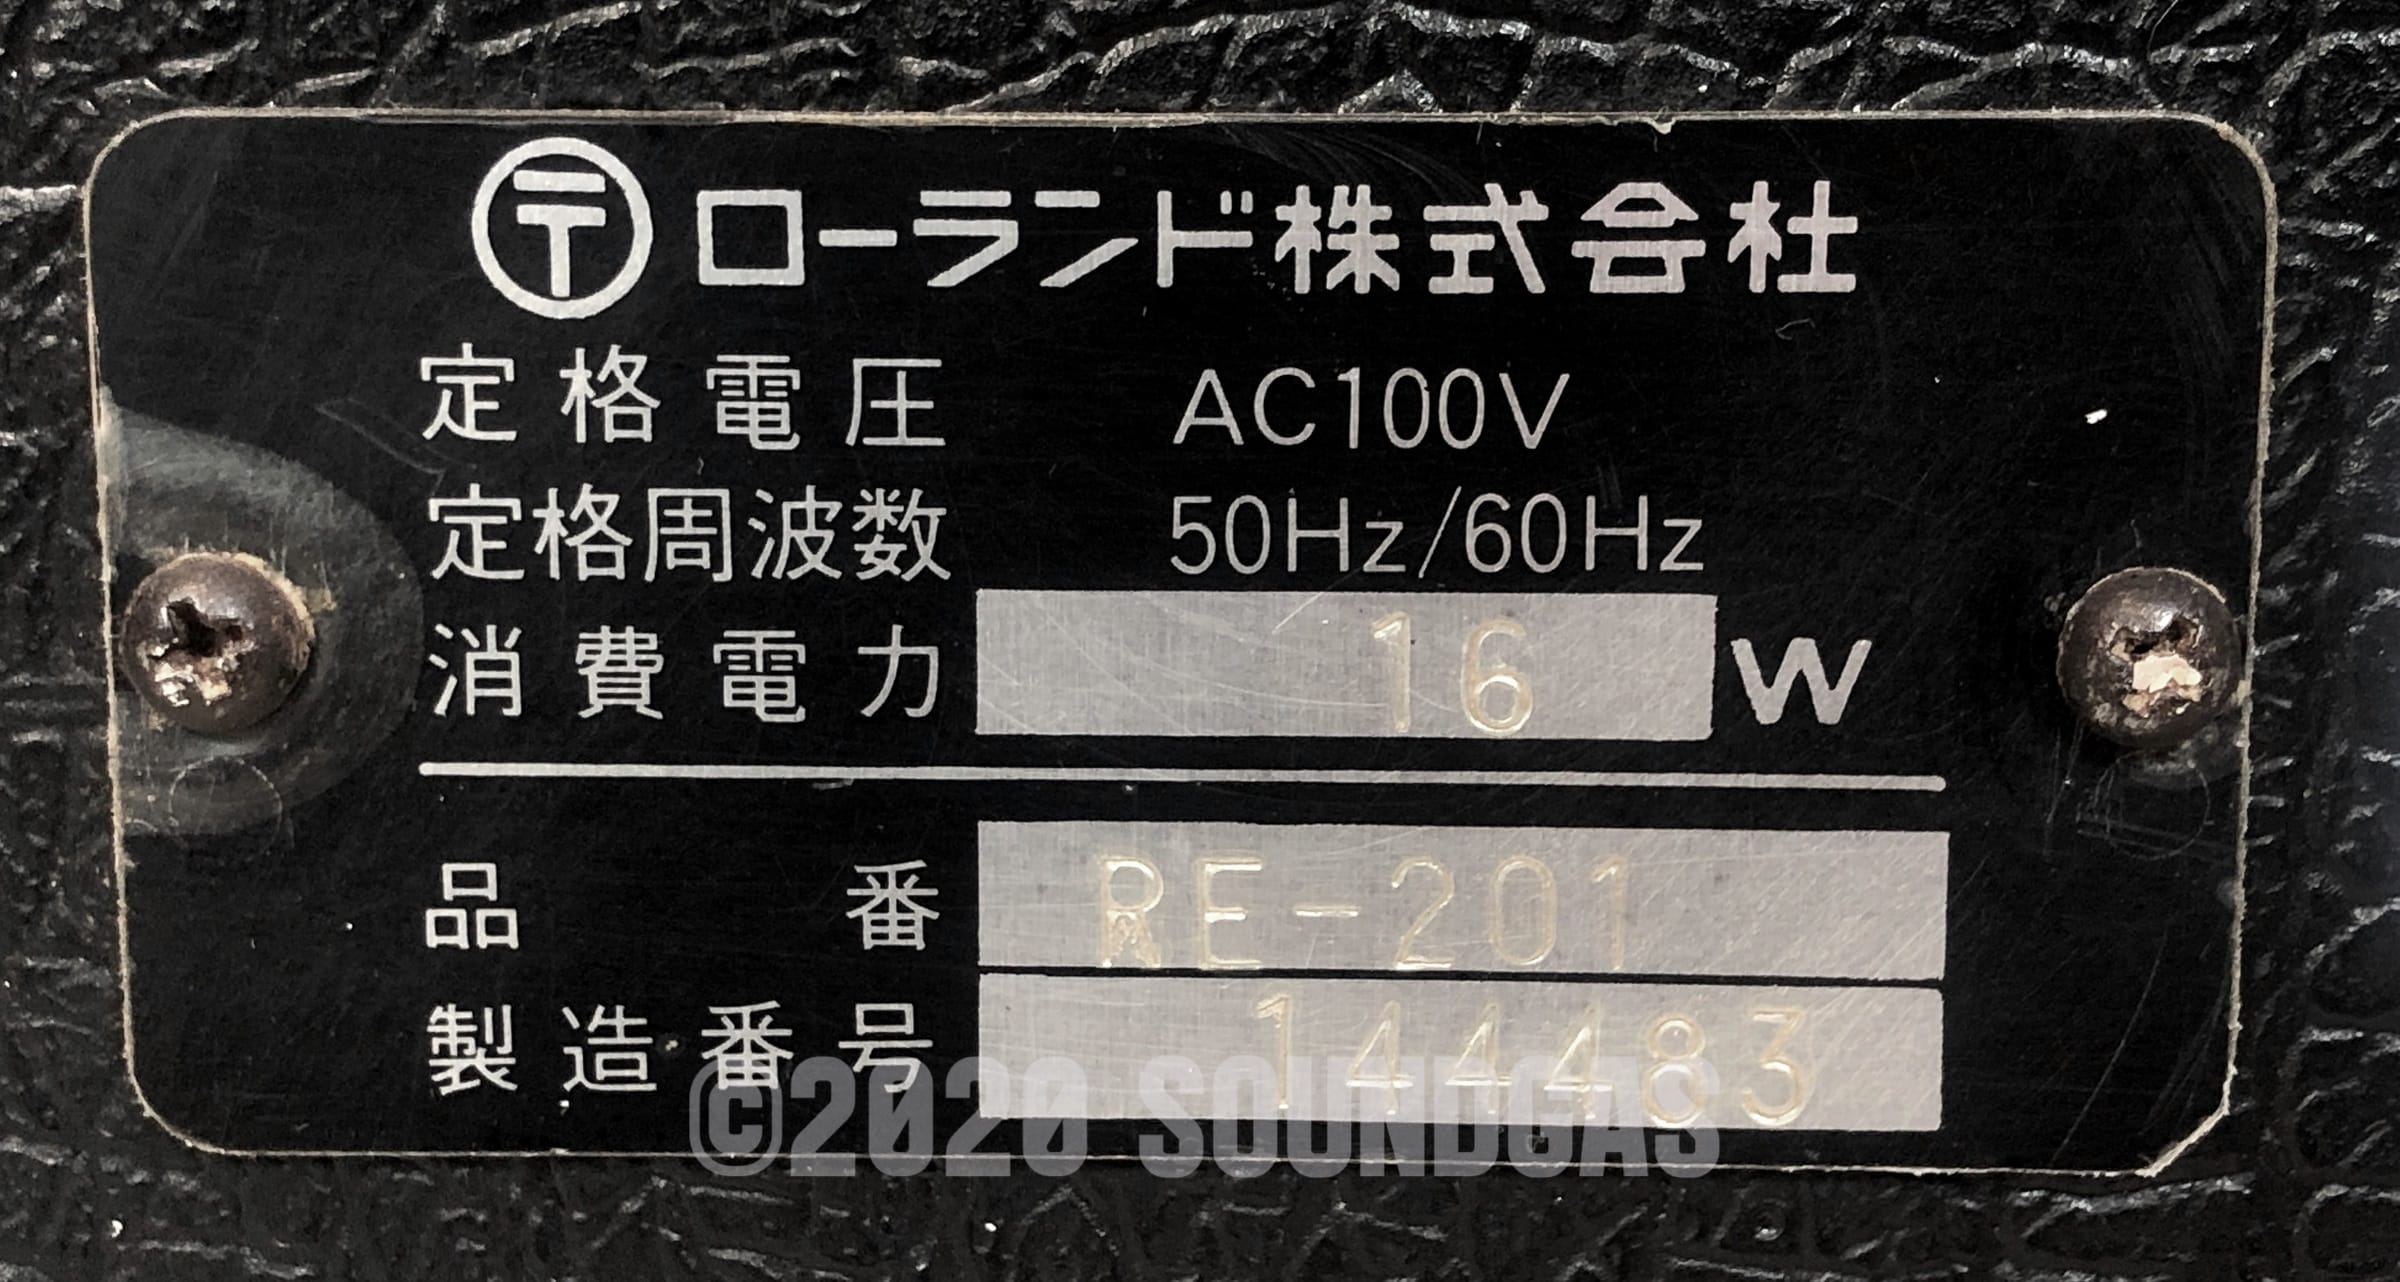 〒 ローランド株式会社
定格電圧 AC100V
定格周波数 50Hz/60Hz
消費電力 16 W
品番 RE-201
製造番号 144483
©2020 SOUNDGAS